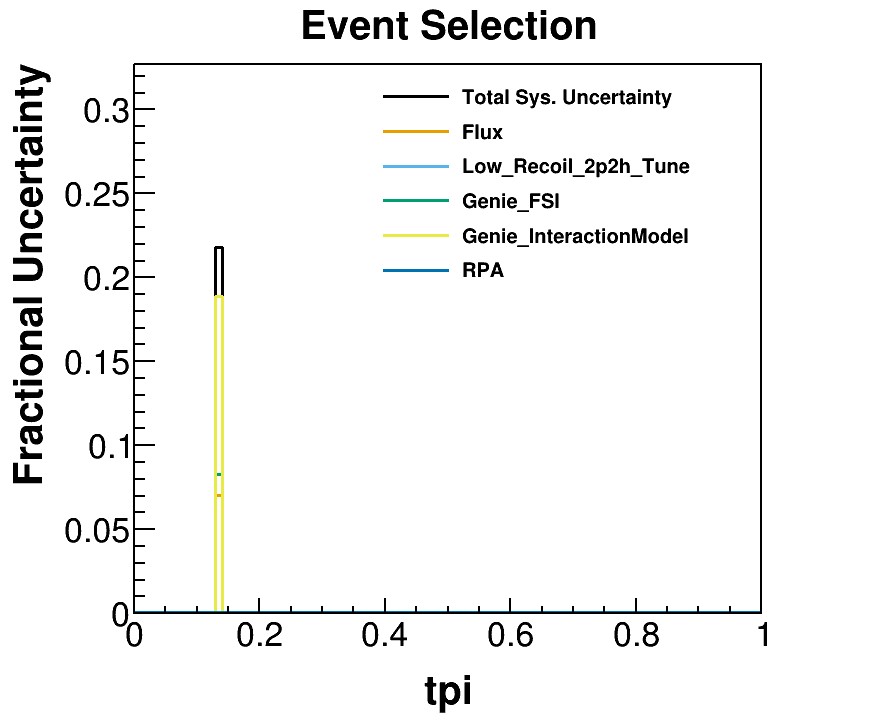 Event Selection
Fractional Uncertainty
0.3
0.25
0.2
0.15
0.1
0.05
0
Total Sys. Uncertainty
Flux
Low_Recoil_2p2h_Tune
Genie_FSI
Genie_InteractionModel
RPA
0 0.2 0.4 0.6 0.8 1
tpi